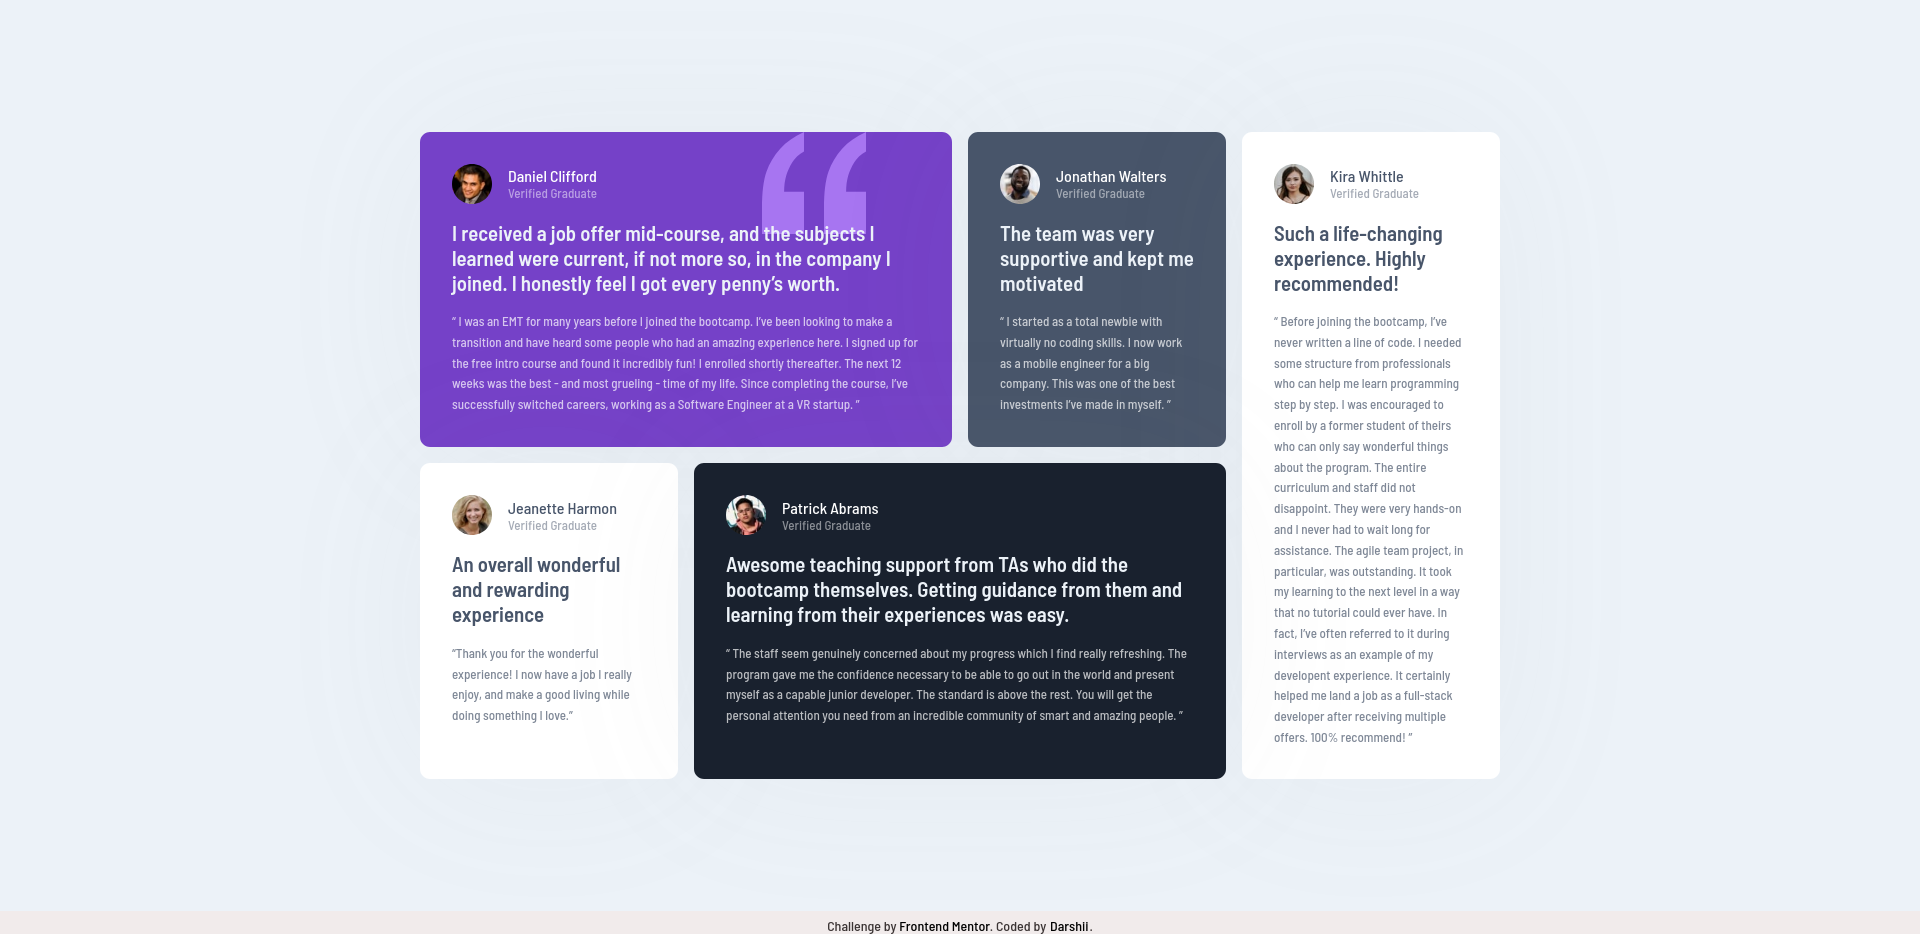 Daniel Clifford
Verified Graduate
I received a job offer mid-course, and the subjects I
learned were current, if not more so, in the company I
joined. I honestly feel I got every penny’s worth.
“ I was an EMT for many years before I joined the bootcamp. I’ve been looking to make a
transition and have heard some people who had an amazing experience here. I signed up for
the free intro course and found it incredibly fun! I enrolled shortly thereafter. The next 12
weeks was the best - and most grueling - time of my life. Since completing the course, I’ve
successfully switched careers, working as a Software Engineer at a VR startup. ”
Jonathan Walters
Verified Graduate
The team was very
supportive and kept me
motivated
“ I started as a total newbie with
virtually no coding skills. I now work
as a mobile engineer for a big
company. This was one of the best
investments I’ve made in myself. ”
Kira Whittle
Verified Graduate
Such a life-changing
experience. Highly
recommended!
“ Before joining the bootcamp, I’ve
never written a line of code. I needed
some structure from professionals
who can help me learn programming
step by step. I was encouraged to
enroll by a former student of theirs
who can only say wonderful things
about the program. The entire
curriculum and staff did not
disappoint. They were very hands-on
and I never had to wait long for
assistance. The agile team project, in
particular, was outstanding. It took
my learning to the next level in a way
that no tutorial could ever have. In
fact, I’ve often referred to it during
interviews as an example of my
developent experience. It certainly
helped me land a job as a full-stack
developer after receiving multiple
offers. 100% recommend! ”
Jeanette Harmon
Verified Graduate
An overall wonderful
and rewarding
experience
“Thank you for the wonderful
experience! I now have a job I really
enjoy, and make a good living while
doing something I love.”
Patrick Abrams
Verified Graduate
Awesome teaching support from TAs who did the
bootcamp themselves. Getting guidance from them and
learning from their experiences was easy.
“ The staff seem genuinely concerned about my progress which I find really refreshing. The
program gave me the confidence necessary to be able to go out in the world and present
myself as a capable junior developer. The standard is above the rest. You will get the
personal attention you need from an incredible community of smart and amazing people. ”
Challenge by Frontend Mentor. Coded by Darshii.